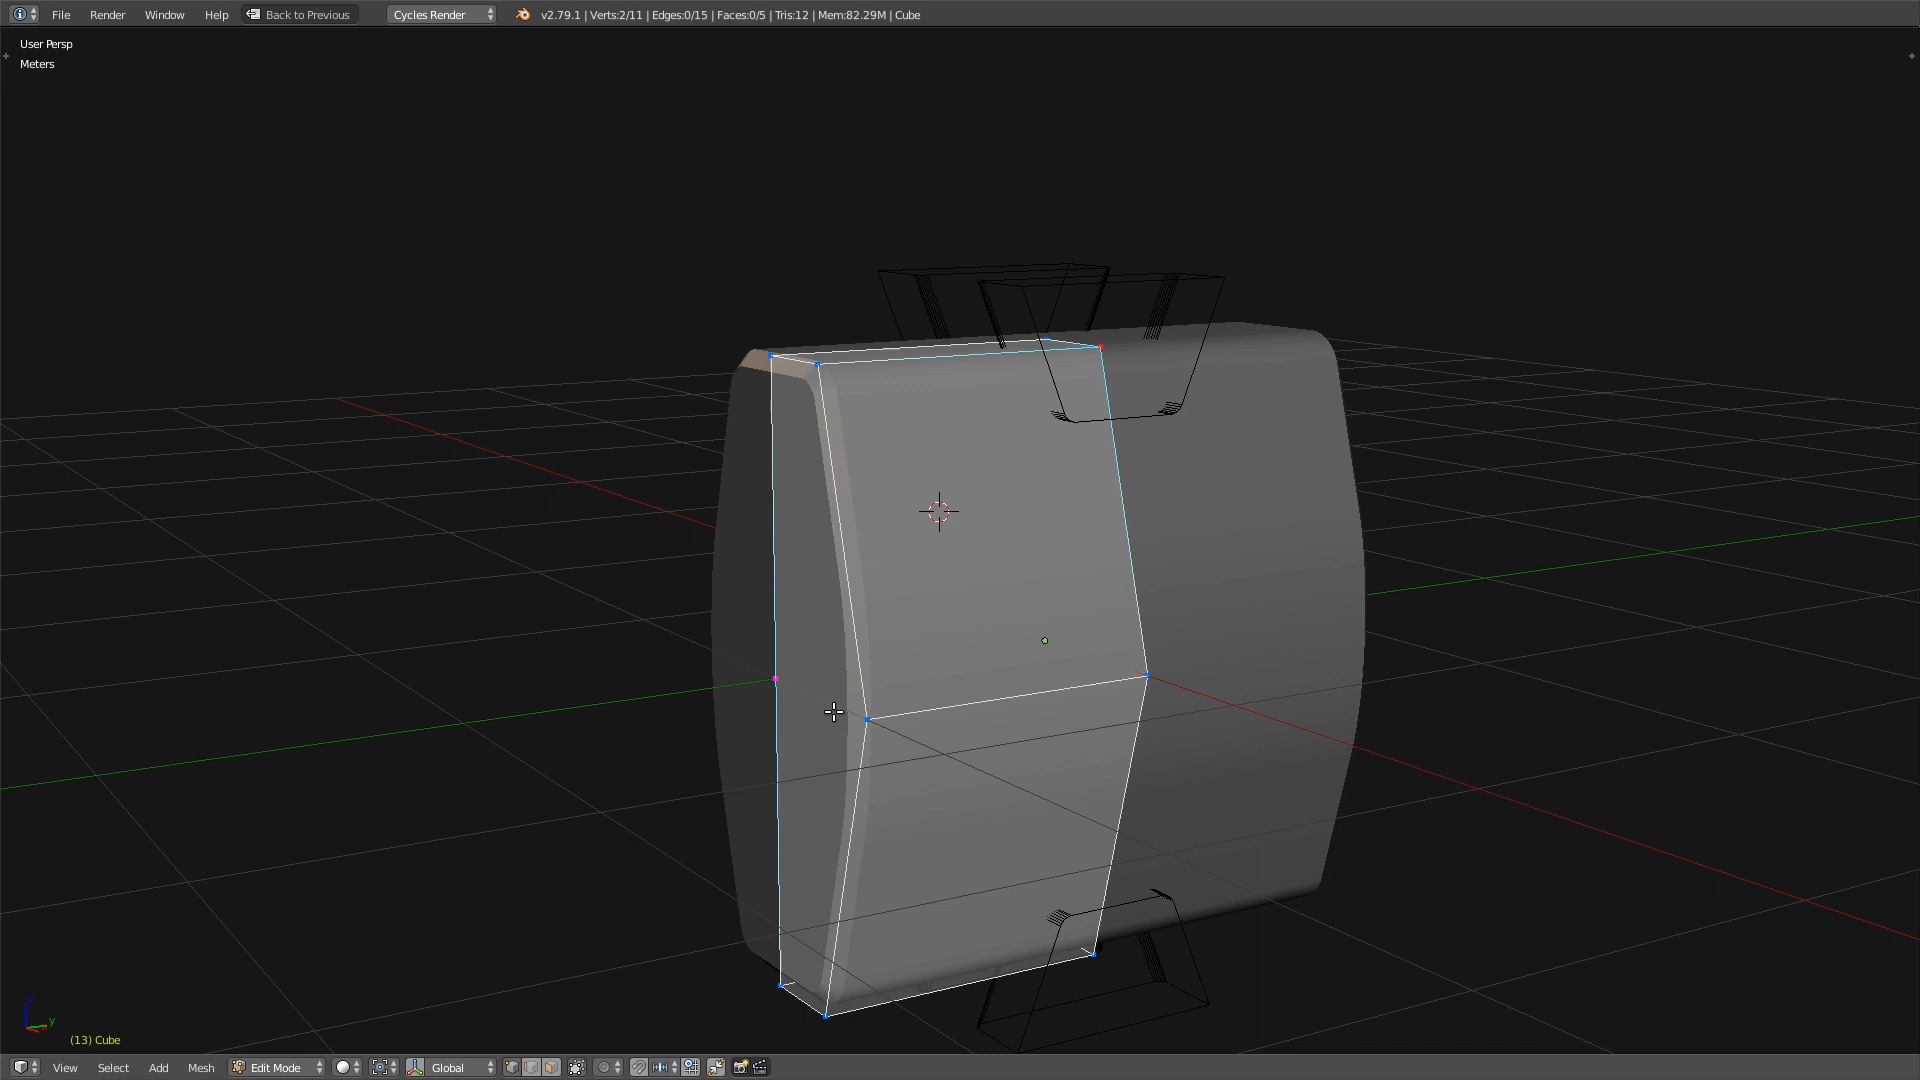 File Render Window Help Back to Previous Cycles Render v2.79.1 | Verts:2/11 | Edges:0/15 | Faces:0/5 | Tris:12 | Mem:82.29M | Cube
User Persp
Meters
y
(13) Cube
View Select Add Mesh Edit Mode Global